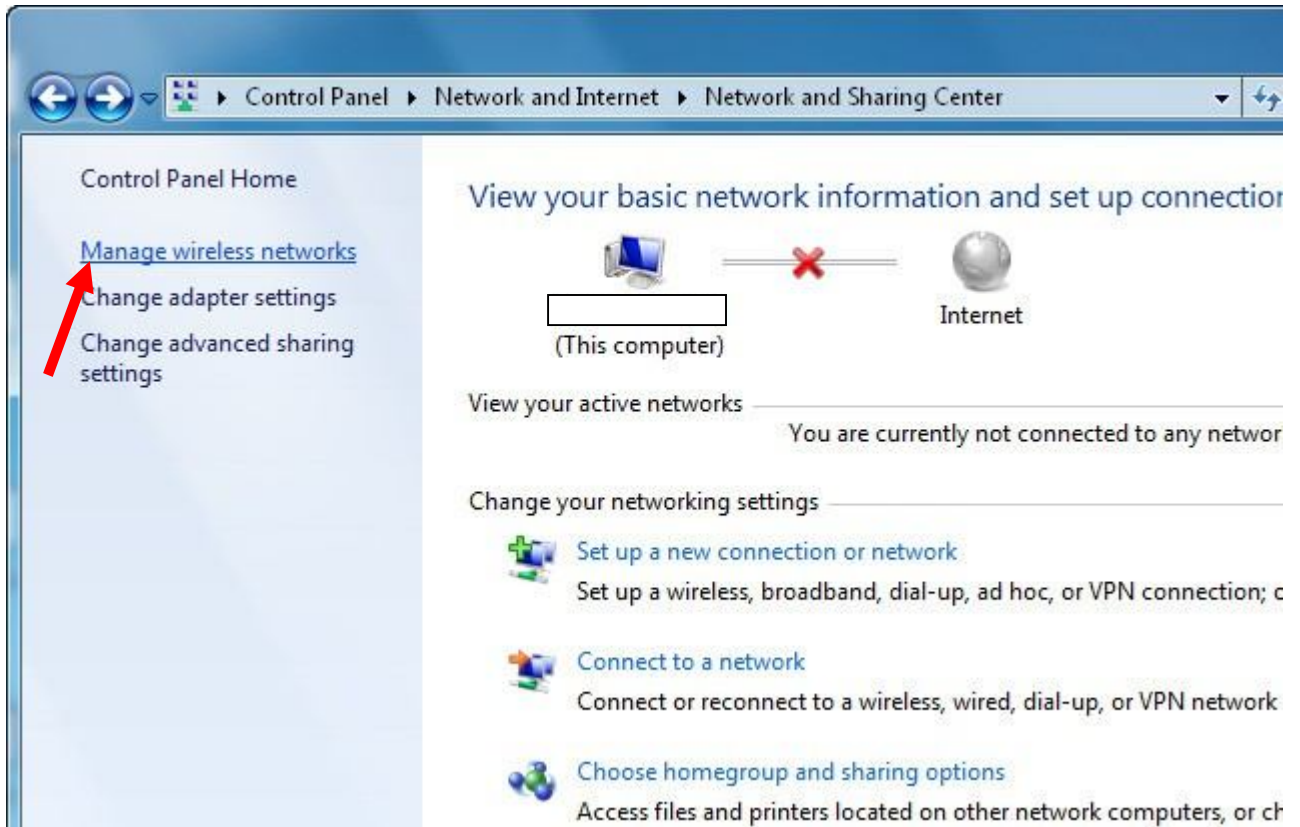 Control Panel Network and Internet Network and Sharing Center
Control Panel Home
Manage wireless networks
Change adapter settings
Change advanced sharing
settings
View your basic network information and set up connection
Internet
(This computer)
View your active networks
You are currently not connected to any networ
Change your networking settings
Set up a new connection or network
Set up a wireless, broadband, dial-up, ad hoc, or VPN connection; c
Connect to a network
Connect or reconnect to a wireless, wired, dial-up, or VPN network
Choose homegroup and sharing options
Access files and printers located on other network computers, or ch